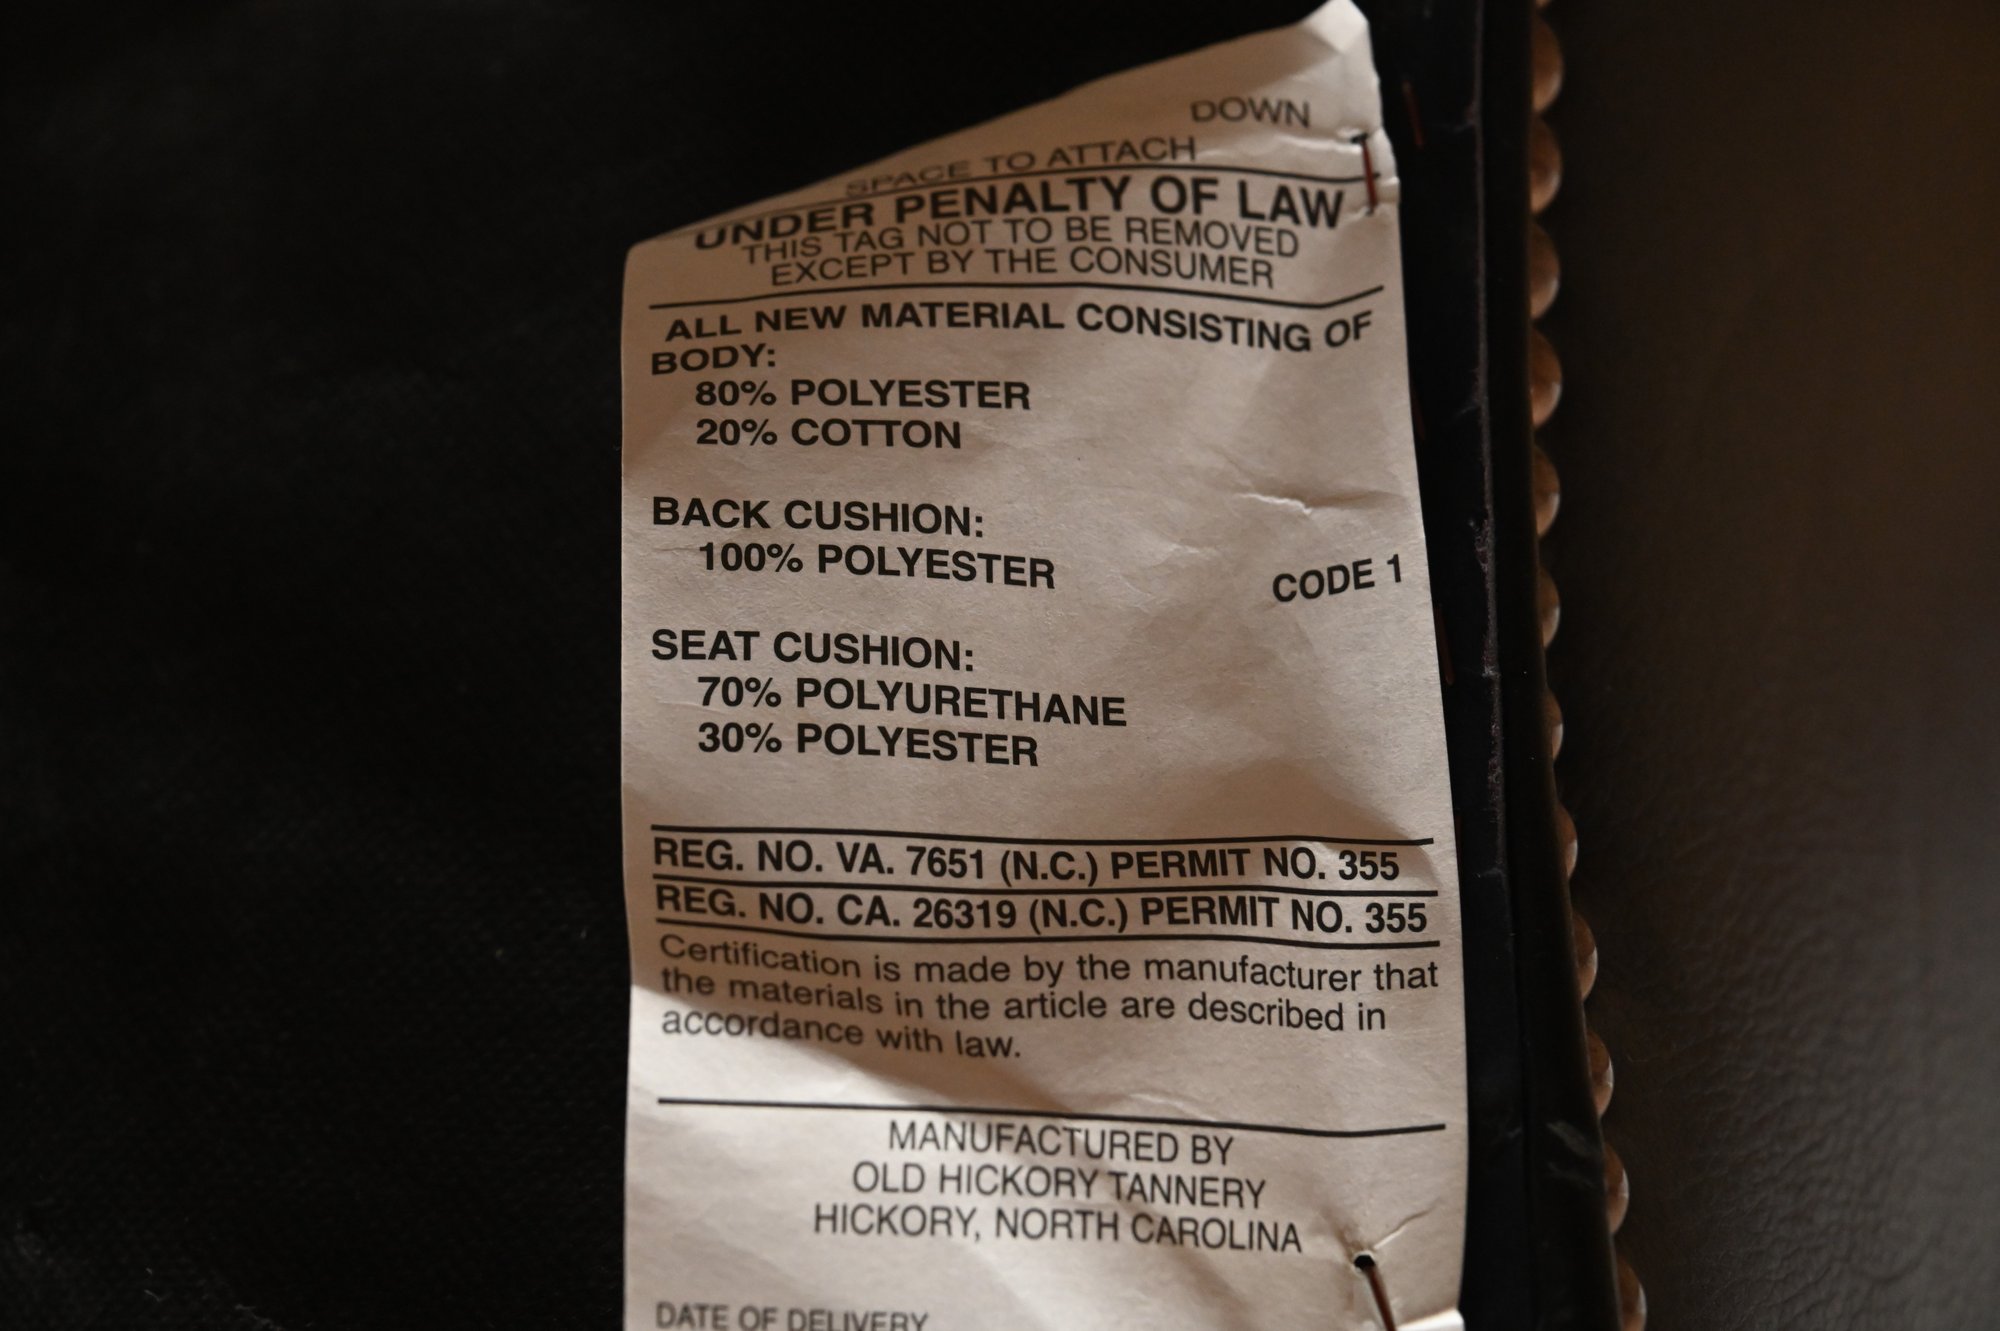 DOWN
SPACE TO ATTACH
UNDER PENALTY OF LAW
THIS TAG NOT TO BE REMOVED
EXCEPT BY THE CONSUMER
ALL NEW MATERIAL CONSISTING OF
BODY:
80% POLYESTER
20% COTTON
BACK CUSHION:
100% POLYESTER
CODE 1
SEAT CUSHION:
70% POLYURETHANE
30% POLYESTER
REG. NO. VA. 7651 (N.C.) PERMIT NO. 355
REG. NO. CA. 26319 (N.C.) PERMIT NO. 355
Certification is made by the manufacturer that
the materials in the article are described in
accordance with law.
MANUFACTURED BY
OLD HICKORY TANNERY
HICKORY, NORTH CAROLINA
DATE OF DELIVERY